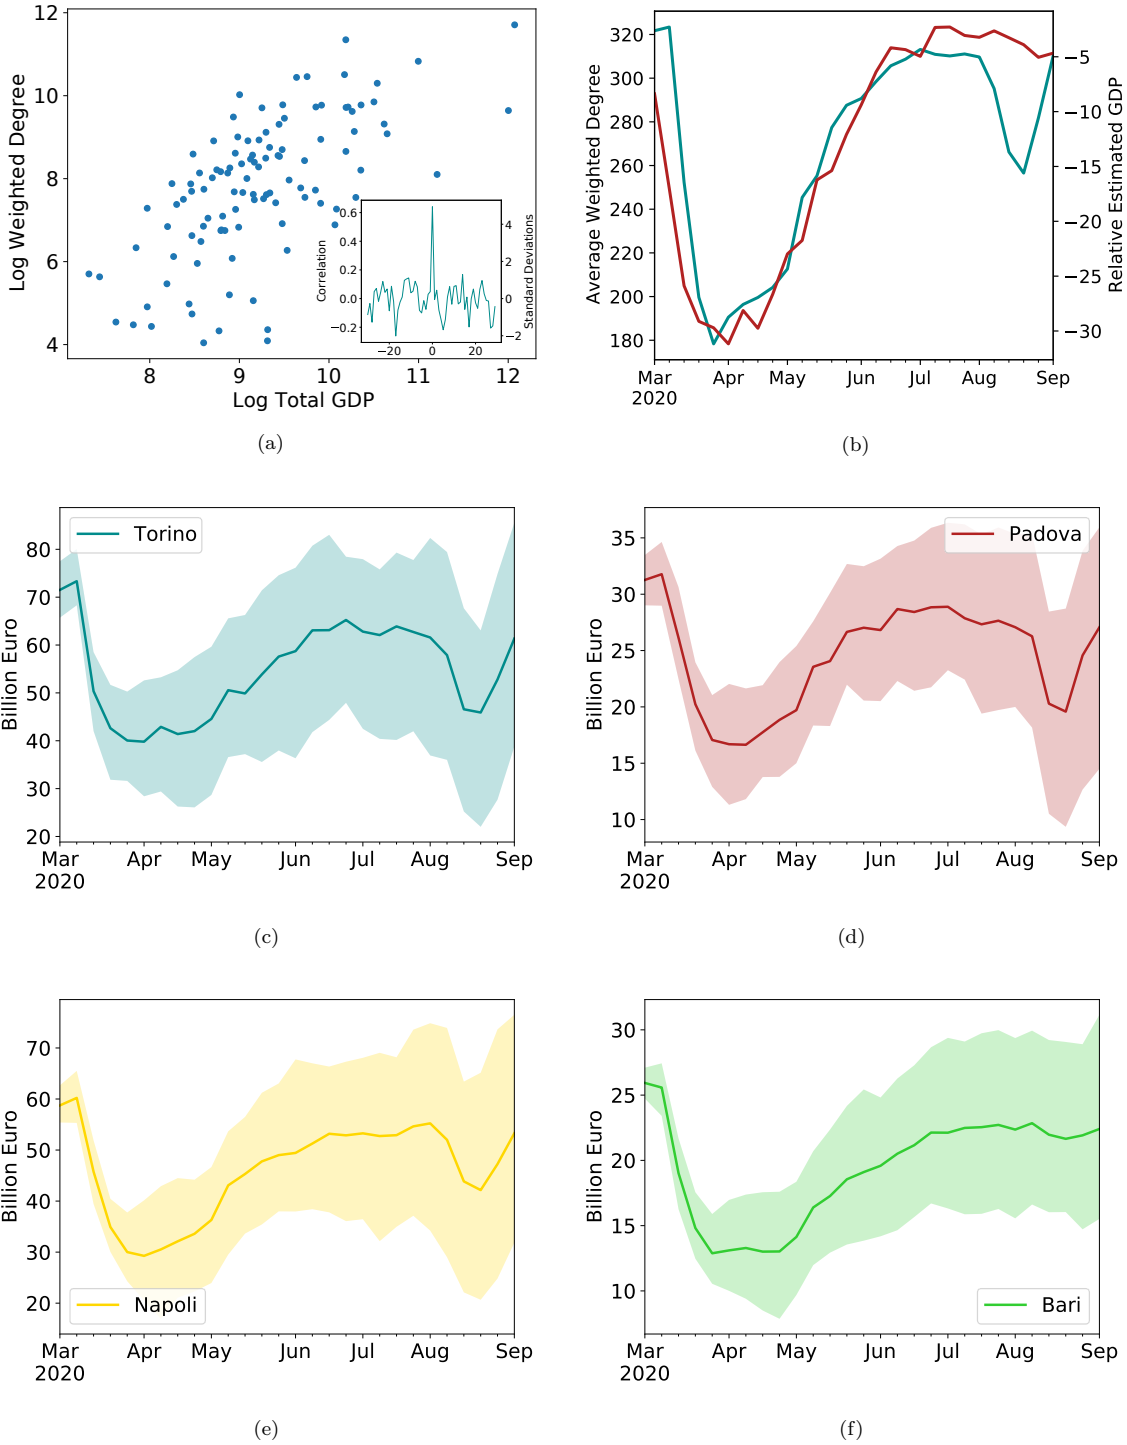 12
10
8
6
4
Log Weighted Degree
8
9
10
11
12
Log Total GDP
0.6
0.4
0.2
0.0
−0.2
Correlation
4
2
0
−2
Standard Deviations
−20
0
20
(a)
320
300
280
260
240
220
200
180
Average Weighted Degree
−5
−10
−15
−20
−25
−30
Relative Estimated GDP
Mar
2020
Apr
May
Jun
Jul
Aug
Sep
(b)
Torino
80
70
60
50
40
30
20
Billion Euro
Mar
2020
Apr
May
Jun
Jul
Aug
Sep
(c)
Padova
35
30
25
20
15
10
Billion Euro
Mar
2020
Apr
May
Jun
Jul
Aug
Sep
(d)
70
60
50
40
30
20
Billion Euro
Napoli
Mar
2020
Apr
May
Jun
Jul
Aug
Sep
(e)
30
25
20
15
10
Billion Euro
Bari
Mar
2020
Apr
May
Jun
Jul
Aug
Sep
(f)